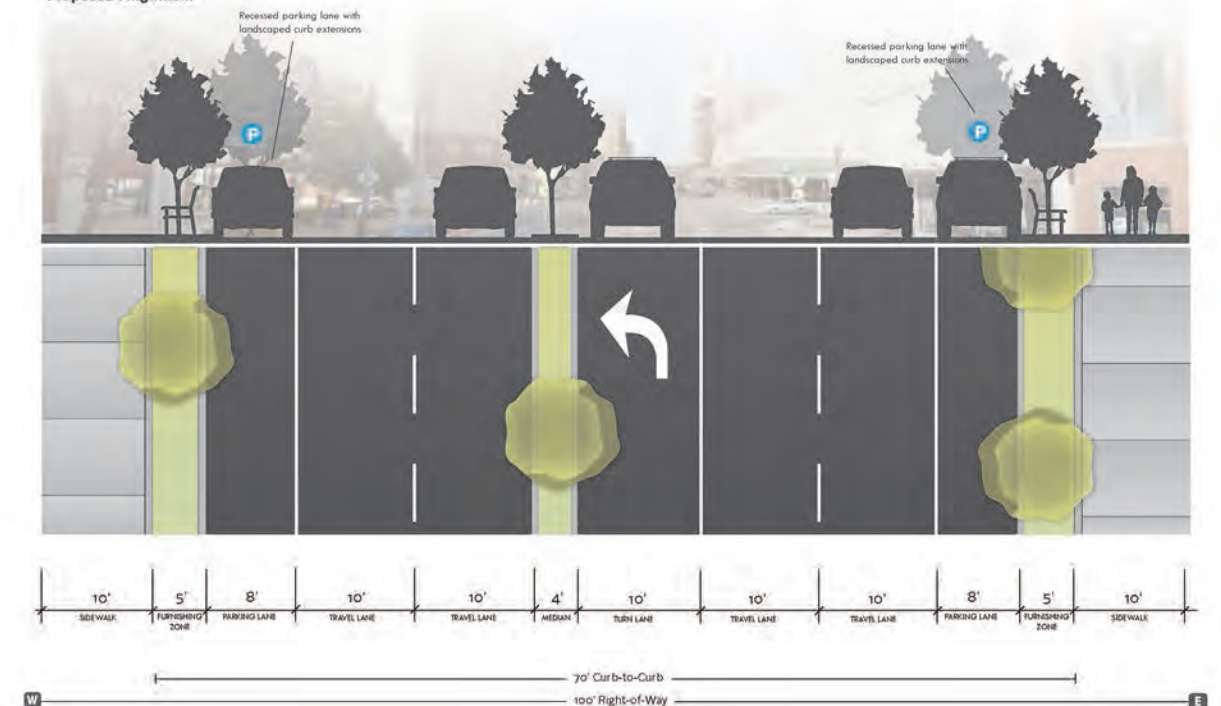 Recessed parking lane with
landscaped curb extensions
Recessed parking lane with
landscaped curb extensions
P
P
10' 5' 8' 10' 10' 4' 10' 10' 10' 8' 5' 10'
SIDEWALK FURNISHING ZONE PARKING LANE TRAVEL LANE TRAVEL LANE MEDIAN TURN LANE TRAVEL LANE TRAVEL LANE PARKING LANE FURNISHING ZONE SIDEWALK
70' Curb-to-Curb
W 100' Right-of-Way E